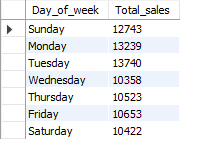 Day_of_week Total_sales
Sunday 12743
Monday 13239
Tuesday 13740
Wednesday 10358
Thursday 10523
Friday 10653
Saturday 10422